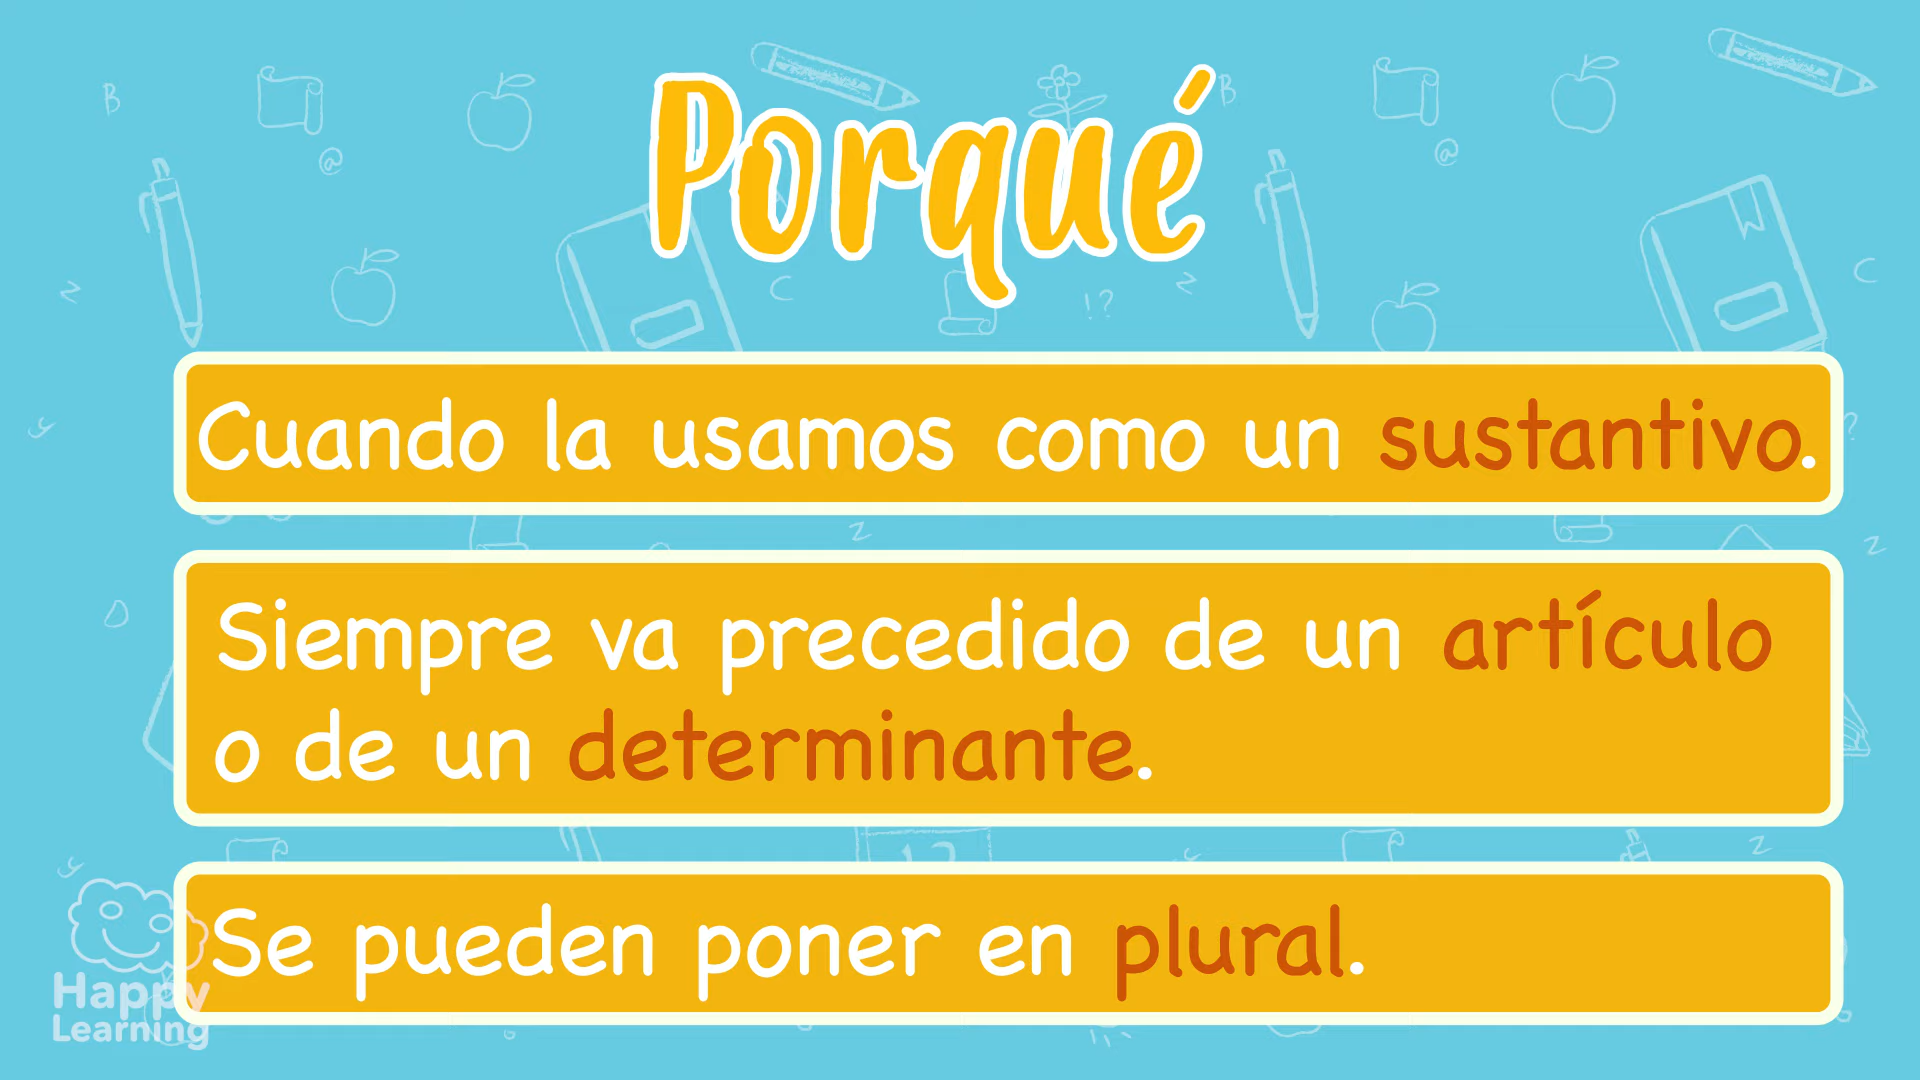 Porqué
Cuando la usamos como un sustantivo.
Siempre va precedido de un artículo
o de un determinante.
Se pueden poner en plural.
Happy
Learning